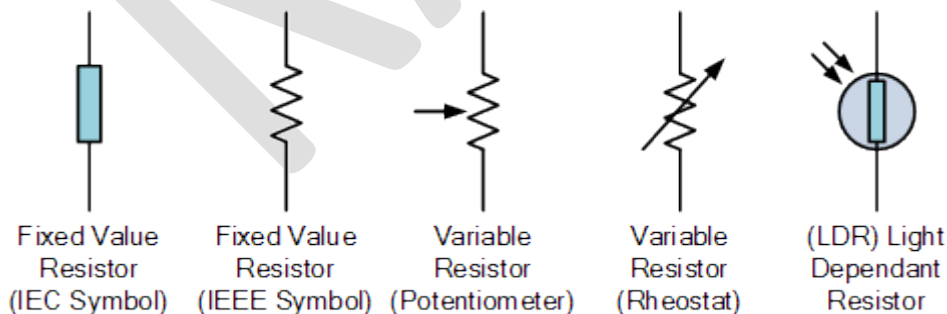 Fixed Value
Resistor
(IEC Symbol)
Fixed Value
Resistor
(IEEE Symbol)
Variable
Resistor
(Potentiometer)
Variable
Resistor
(Rheostat)
(LDR) Light
Dependant
Resistor